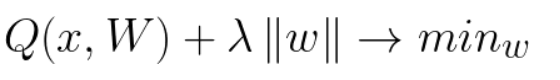 Q(x, W) + λ ‖w‖ → min_w